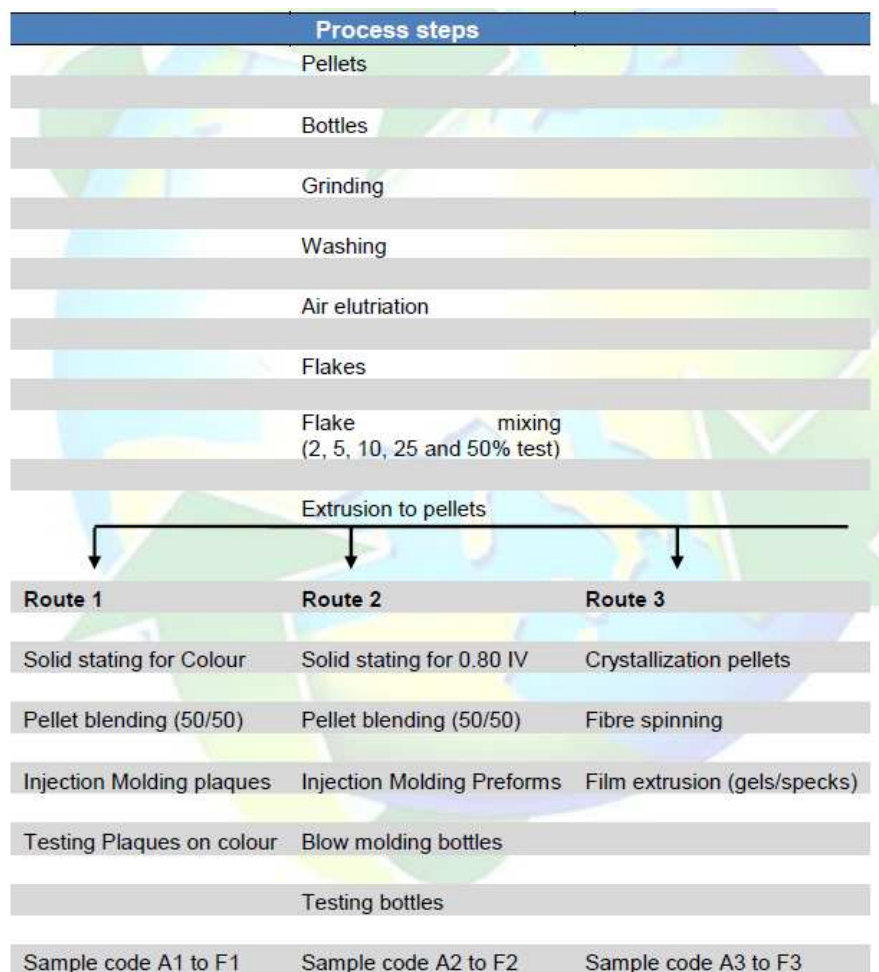 Process steps
Pellets
Bottles
Grinding
Washing
Air elutriation
Flakes
Flake mixing
(2, 5, 10, 25 and 50% test)
Extrusion to pellets
Route 1 Route 2 Route 3
Solid stating for Colour Solid stating for 0.80 IV Crystallization pellets
Pellet blending (50/50) Pellet blending (50/50) Fibre spinning
Injection Molding plaques Injection Molding Preforms Film extrusion (gels/specks)
Testing Plaques on colour Blow molding bottles
Testing bottles
Sample code A1 to F1 Sample code A2 to F2 Sample code A3 to F3